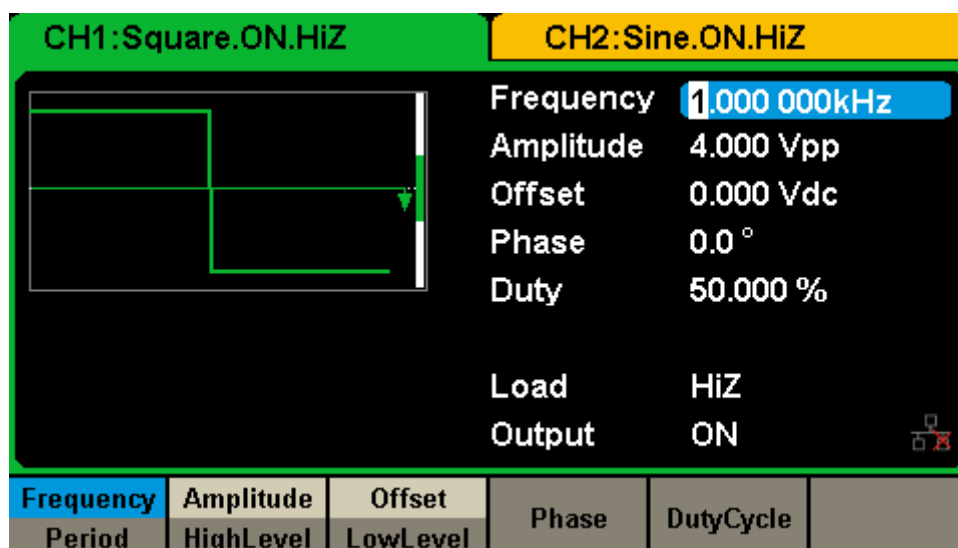 CH1:Square.ON.HiZ
CH2:Sine.ON.HiZ
Frequency 1.000 000kHz
Amplitude 4.000 Vpp
Offset 0.000 Vdc
Phase 0.0 °
Duty 50.000 %
Load HiZ
Output ON
Frequency Amplitude Offset Phase DutyCycle
Period HighLevel LowLevel